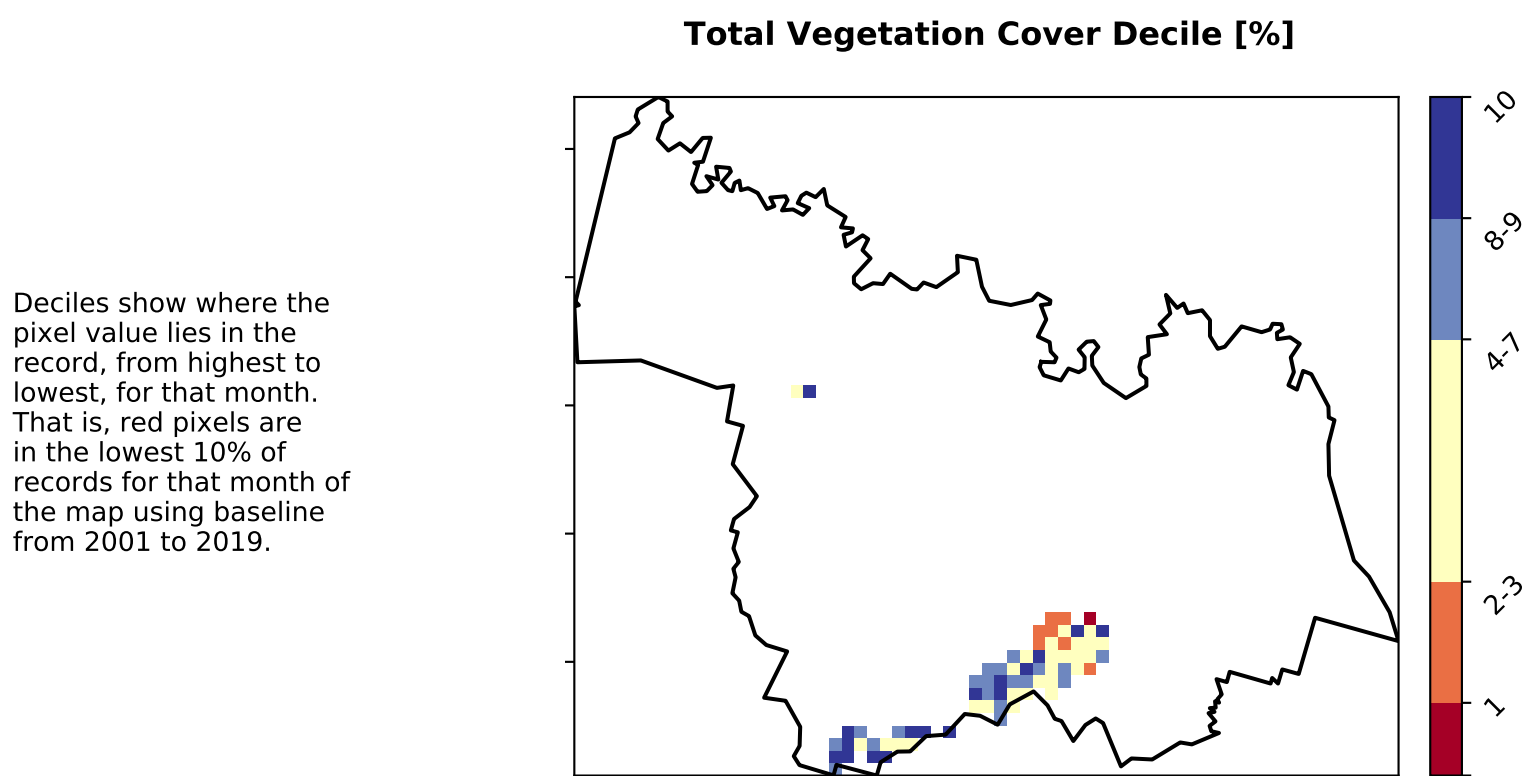 Total Vegetation Cover Decile [%]
Deciles show where the
pixel value lies in the
record, from highest to
lowest, for that month.
That is, red pixels are
in the lowest 10% of
records for that month of
the map using baseline
from 2001 to 2019.
10
8-9
4-7
2-3
1